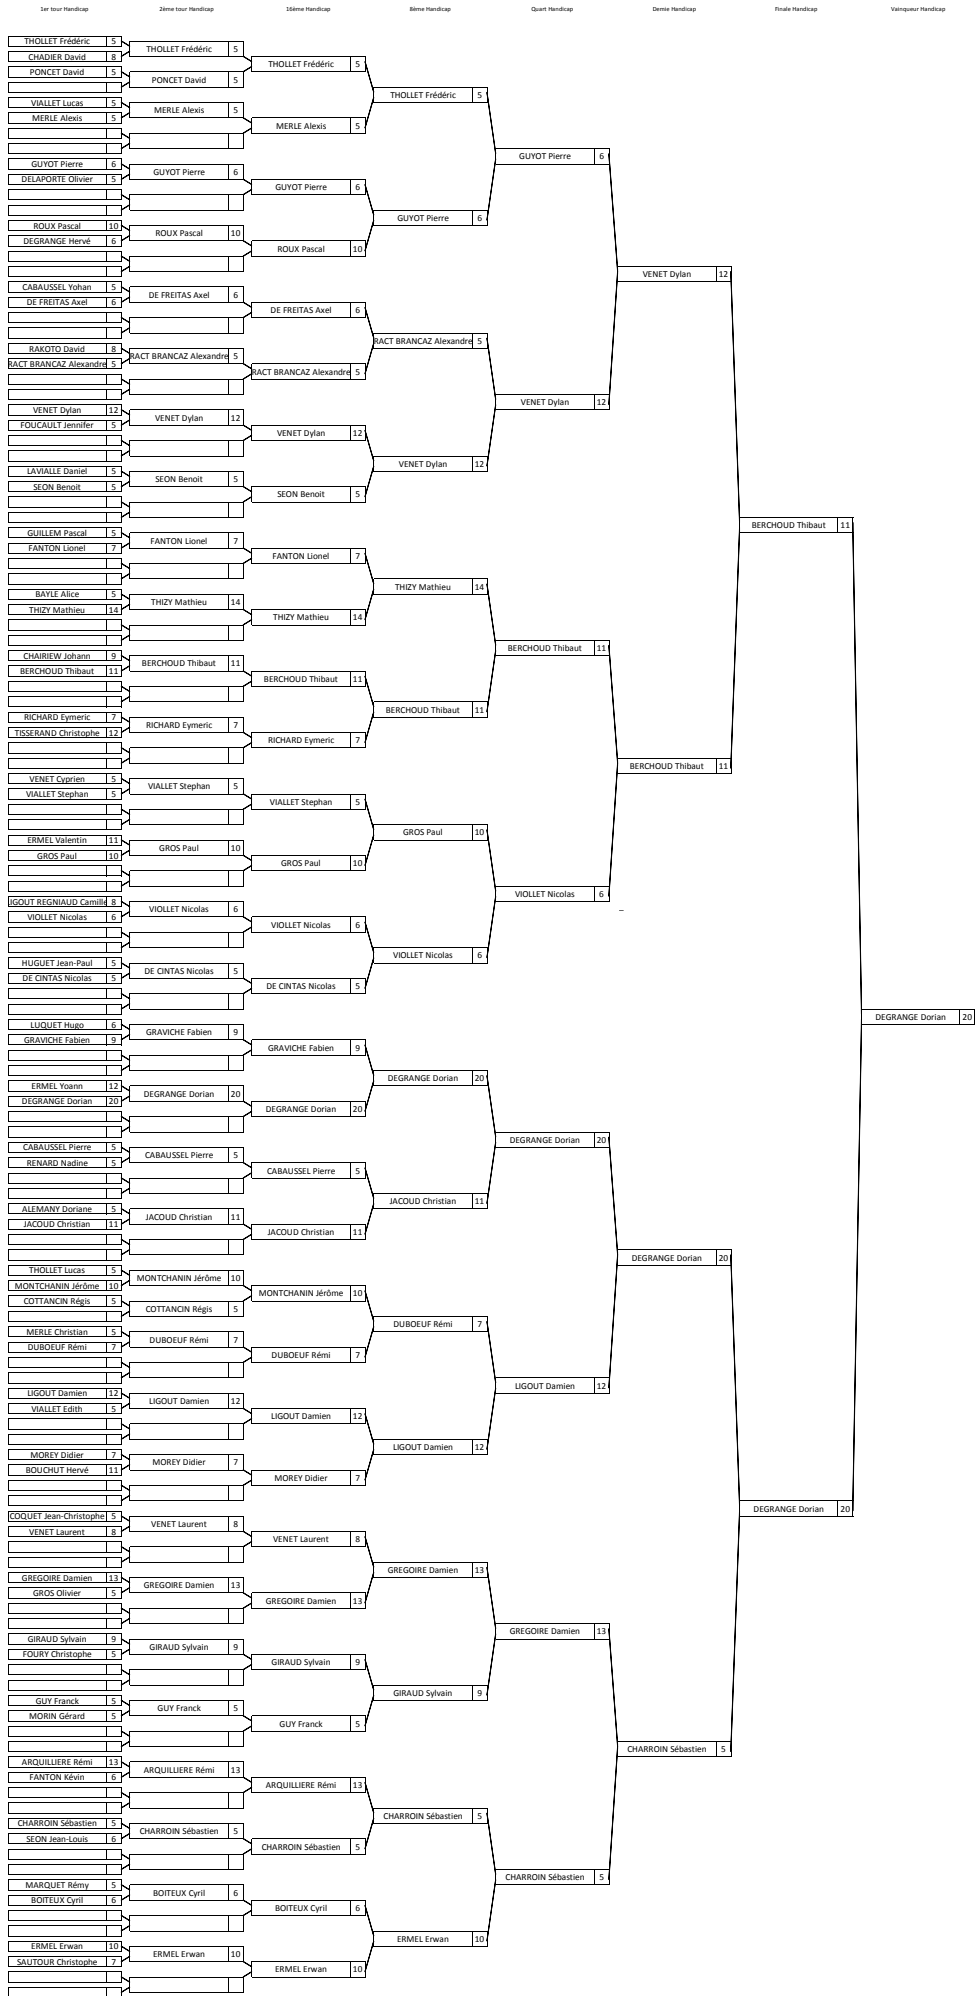 1er tour Handicap 2ème tour Handicap 16ème Handicap 8ème Handicap Quart Handicap Demie Handicap Finale Handicap Vainqueur Handicap
THOLLET Frédéric 5
CHADIER David 8
PONCET David 5
VIALLET Lucas 5
MERLE Alexis 5
GUYOT Pierre 6
DELAPORTE Olivier 5
ROUX Pascal 10
DEGRANGE Hervé 6
CABAUSSEL Yohan 5
DE FREITAS Axel 6
RAKOTO David 8
RACT BRANCAZ Alexandre 5
VENET Dylan 12
FOUCAULT Jennifer 5
LAVIALLE Daniel 5
SEON Benoit 5
GUILLEM Pascal 5
FANTON Lionel 7
BAYLE Alice 5
THIZY Mathieu 14
CHAIRIEW Johann 9
BERCHOUD Thibaut 11
RICHARD Eymeric 7
TISSERAND Christophe 12
VENET Cyprien 5
VIALLET Stephan 5
ERMEL Valentin 11
GROS Paul 10
IGOUT REGNIAUD Camille 8
VIOLLET Nicolas 6
HUGUET Jean-Paul 5
DE CINTAS Nicolas 5
LUQUET Hugo 6
GRAVICHE Fabien 9
ERMEL Yoann 12
DEGRANGE Dorian 20
CABAUSSEL Pierre 5
RENARD Nadine 5
ALEMANY Doriane 5
JACOUD Christian 11
THOLLET Lucas 5
MONTCHANIN Jérôme 10
COTTANCIN Régis 5
MERLE Christian 5
DUBOEUF Rémi 7
LIGOUT Damien 12
VIALLET Edith 5
MOREY Didier 7
BOUCHUT Hervé 11
COQUET Jean-Christophe 5
VENET Laurent 8
GREGOIRE Damien 13
GROS Olivier 5
GIRAUD Sylvain 9
FOURY Christophe 5
GUY Franck 5
MORIN Gérard 5
ARQUILLIERE Rémi 13
FANTON Kévin 6
CHARROIN Sébastien 5
SEON Jean-Louis 6
MARQUET Rémy 5
BOITEUX Cyril 6
ERMEL Erwan 10
SAUTOUR Christophe 7
THOLLET Frédéric 5
PONCET David 5
MERLE Alexis 5
GUYOT Pierre 6
ROUX Pascal 10
DE FREITAS Axel 6
RACT BRANCAZ Alexandre 5
VENET Dylan 12
SEON Benoit 5
FANTON Lionel 7
THIZY Mathieu 14
BERCHOUD Thibaut 11
RICHARD Eymeric 7
VIALLET Stephan 5
GROS Paul 10
VIOLLET Nicolas 6
DE CINTAS Nicolas 5
GRAVICHE Fabien 9
DEGRANGE Dorian 20
CABAUSSEL Pierre 5
JACOUD Christian 11
MONTCHANIN Jérôme 10
COTTANCIN Régis 5
DUBOEUF Rémi 7
LIGOUT Damien 12
MOREY Didier 7
VENET Laurent 8
GREGOIRE Damien 13
GIRAUD Sylvain 9
GUY Franck 5
ARQUILLIERE Rémi 13
CHARROIN Sébastien 5
BOITEUX Cyril 6
ERMEL Erwan 10
THOLLET Frédéric 5
MERLE Alexis 5
GUYOT Pierre 6
ROUX Pascal 10
DE FREITAS Axel 6
RACT BRANCAZ Alexandre 5
VENET Dylan 12
SEON Benoit 5
FANTON Lionel 7
THIZY Mathieu 14
BERCHOUD Thibaut 11
RICHARD Eymeric 7
VIALLET Stephan 5
GROS Paul 10
VIOLLET Nicolas 6
DE CINTAS Nicolas 5
GRAVICHE Fabien 9
DEGRANGE Dorian 20
CABAUSSEL Pierre 5
JACOUD Christian 11
MONTCHANIN Jérôme 10
DUBOEUF Rémi 7
LIGOUT Damien 12
MOREY Didier 7
VENET Laurent 8
GREGOIRE Damien 13
GIRAUD Sylvain 9
GUY Franck 5
ARQUILLIERE Rémi 13
CHARROIN Sébastien 5
BOITEUX Cyril 6
ERMEL Erwan 10
THOLLET Frédéric 5
GUYOT Pierre 6
RACT BRANCAZ Alexandre 5
VENET Dylan 12
THIZY Mathieu 14
BERCHOUD Thibaut 11
GROS Paul 10
VIOLLET Nicolas 6
DEGRANGE Dorian 20
JACOUD Christian 11
DUBOEUF Rémi 7
LIGOUT Damien 12
GREGOIRE Damien 13
GIRAUD Sylvain 9
CHARROIN Sébastien 5
ERMEL Erwan 10
GUYOT Pierre 6
VENET Dylan 12
BERCHOUD Thibaut 11
VIOLLET Nicolas 6
DEGRANGE Dorian 20
LIGOUT Damien 12
GREGOIRE Damien 13
CHARROIN Sébastien 5
VENET Dylan 12
BERCHOUD Thibaut 11
DEGRANGE Dorian 20
CHARROIN Sébastien 5
BERCHOUD Thibaut 11
DEGRANGE Dorian 20
DEGRANGE Dorian 20